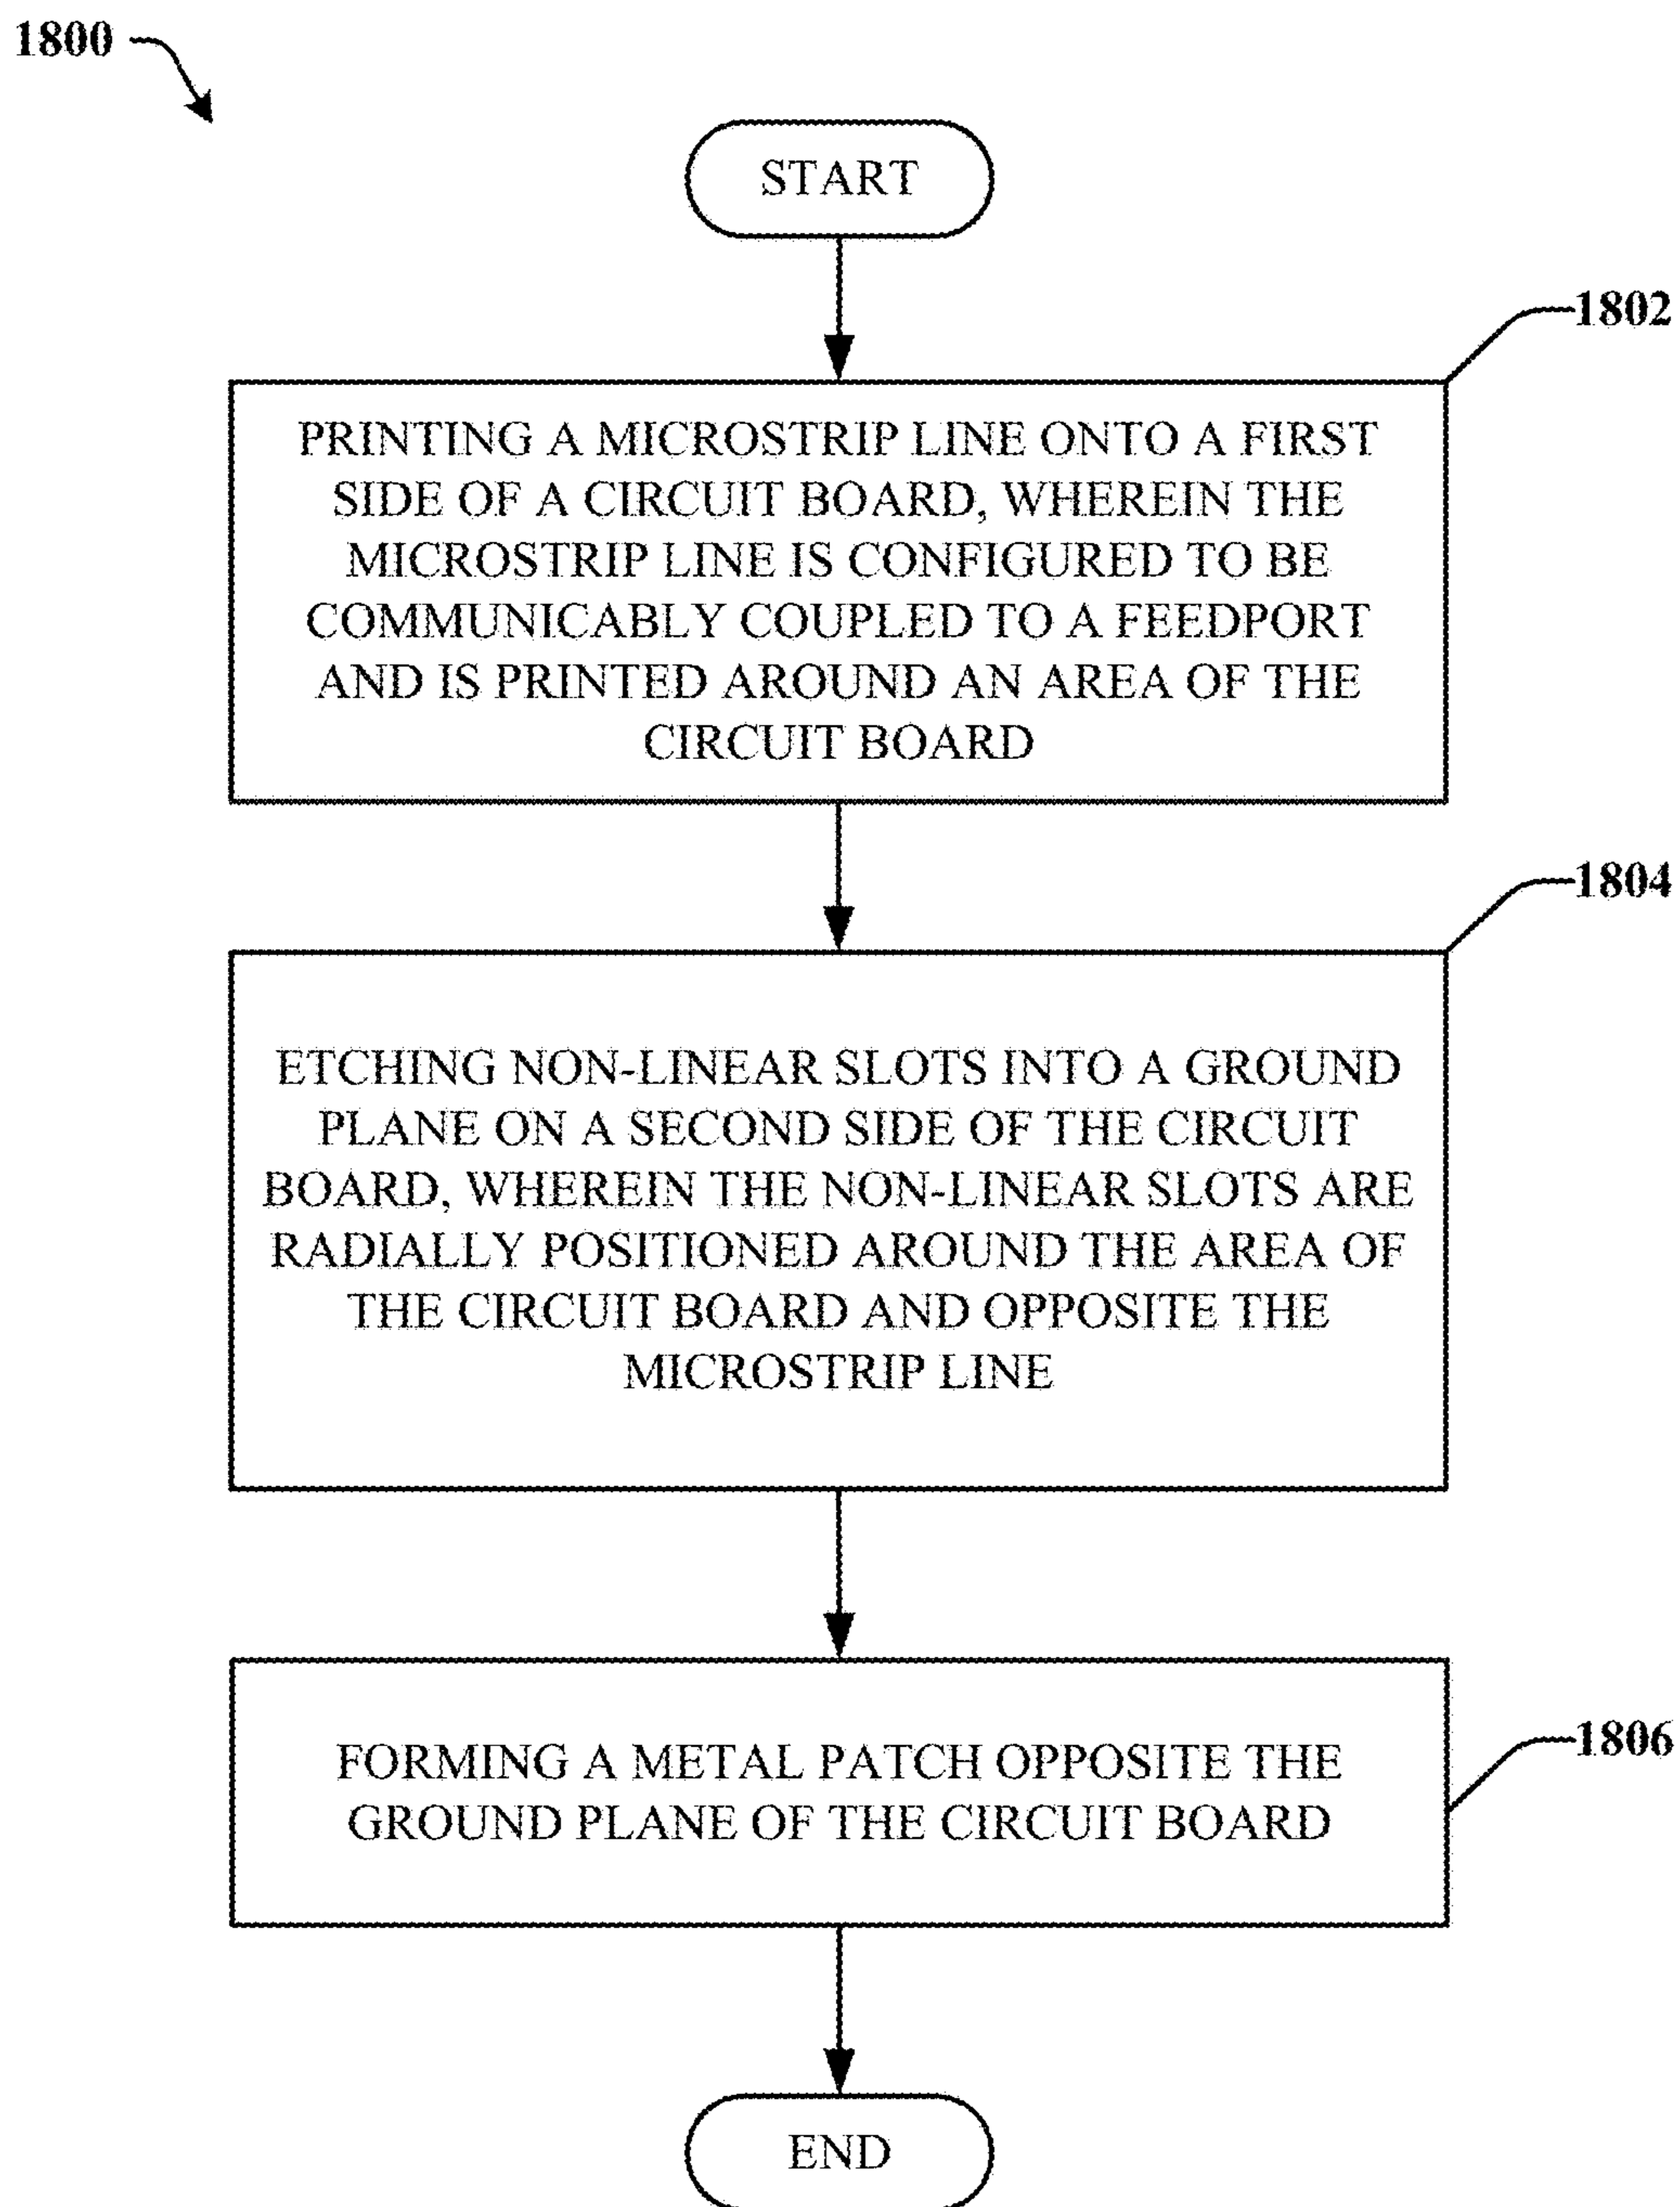 1800
START
1802
PRINTING A MICROSTRIP LINE ONTO A FIRST
SIDE OF A CIRCUIT BOARD, WHEREIN THE
MICROSTRIP LINE IS CONFIGURED TO BE
COMMUNICABLY COUPLED TO A FEEDPORT
AND IS PRINTED AROUND AN AREA OF THE
CIRCUIT BOARD
1804
ETCHING NON-LINEAR SLOTS INTO A GROUND
PLANE ON A SECOND SIDE OF THE CIRCUIT
BOARD, WHEREIN THE NON-LINEAR SLOTS ARE
RADIALLY POSITIONED AROUND THE AREA OF
THE CIRCUIT BOARD AND OPPOSITE THE
MICROSTRIP LINE
1806
FORMING A METAL PATCH OPPOSITE THE
GROUND PLANE OF THE CIRCUIT BOARD
END